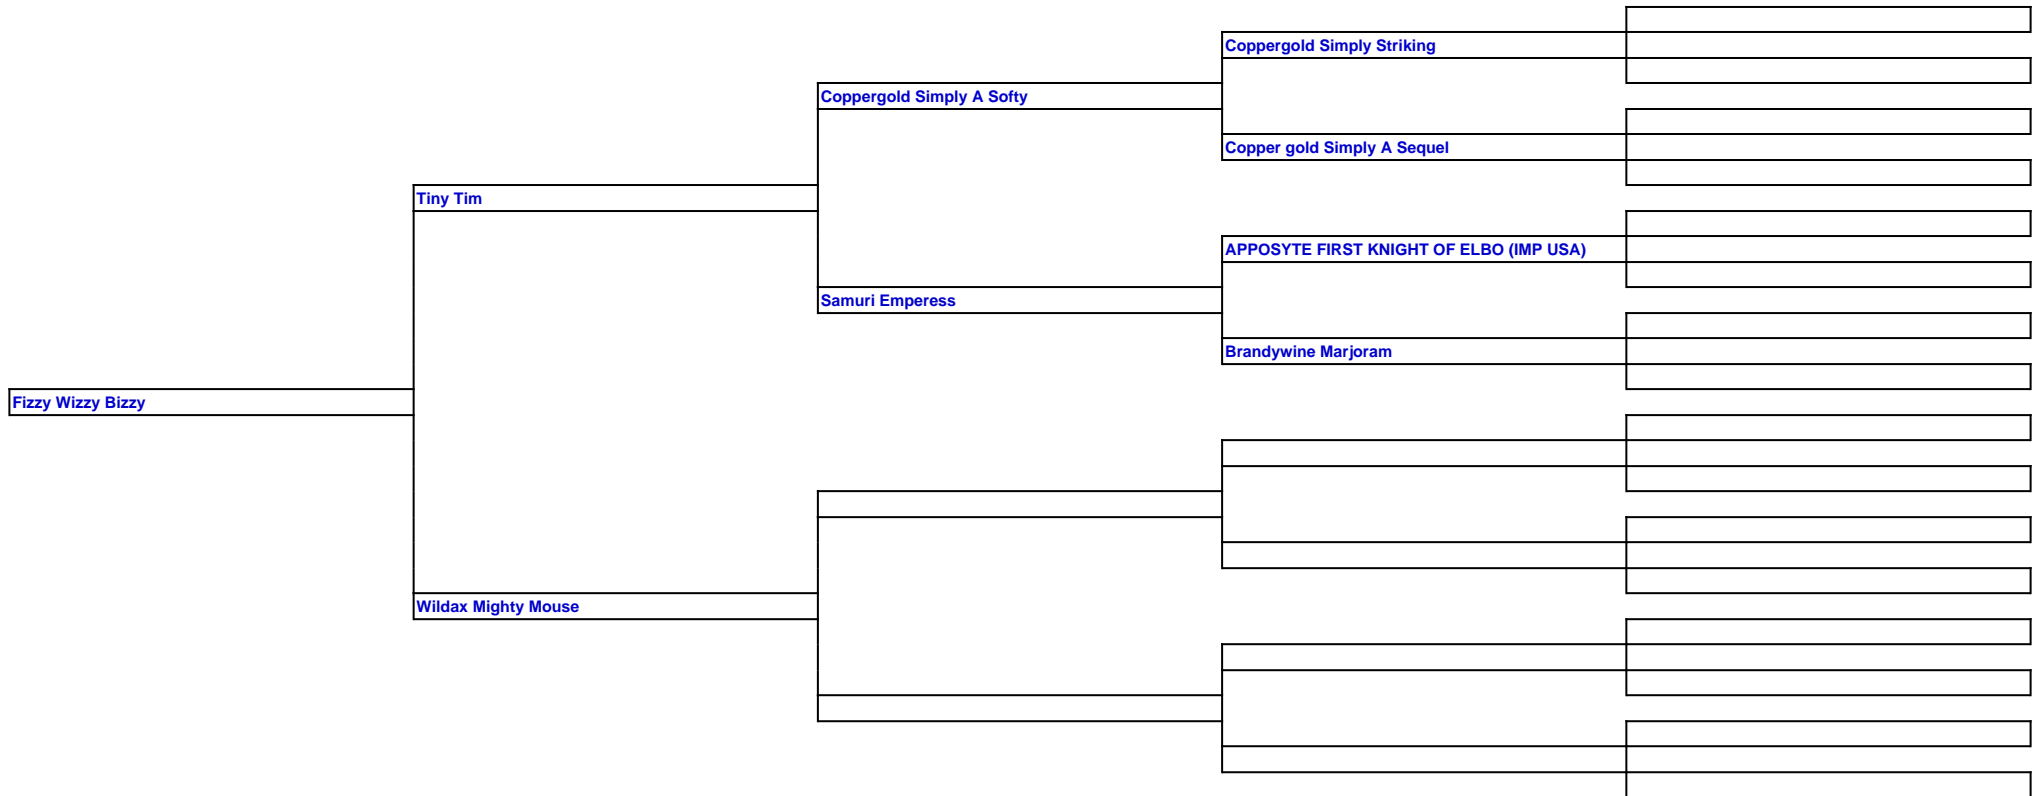 Coppergold Simply Striking
Coppergold Simply A Softy
Copper gold Simply A Sequel
Tiny Tim
APPOSYTE FIRST KNIGHT OF ELBO (IMP USA)
Samuri Emperess
Brandywine Marjoram
Fizzy Wizzy Bizzy
Wildax Mighty Mouse